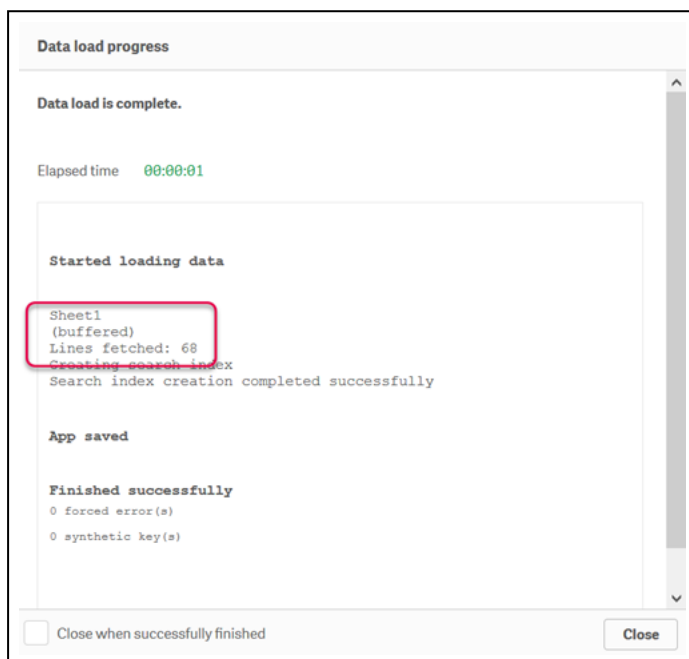 Data load progress
Data load is complete.
Elapsed time 00:00:01
Started loading data
Sheet1
(buffered)
Lines fetched: 68
Creating search index
Search index creation completed successfully
App saved
Finished successfully
0 forced error(s)
0 synthetic key(s)
Close when successfully finished
Close